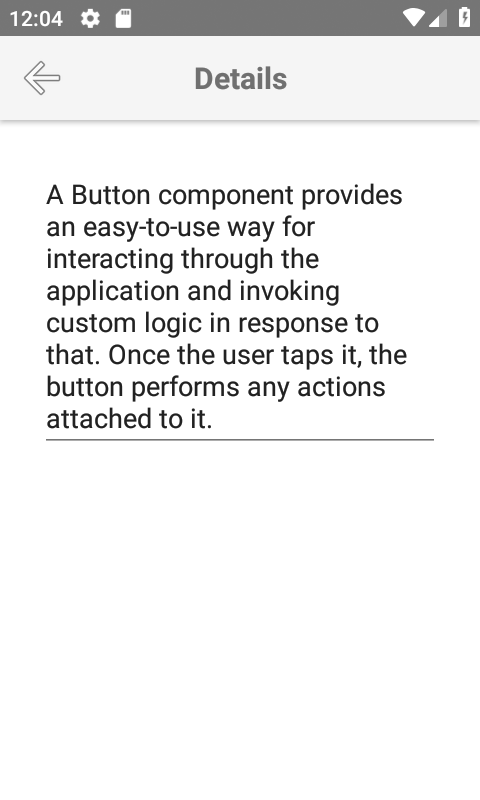 12:04
Details
A Button component provides
an easy-to-use way for
interacting through the
application and invoking
custom logic in response to
that. Once the user taps it, the
button performs any actions
attached to it.